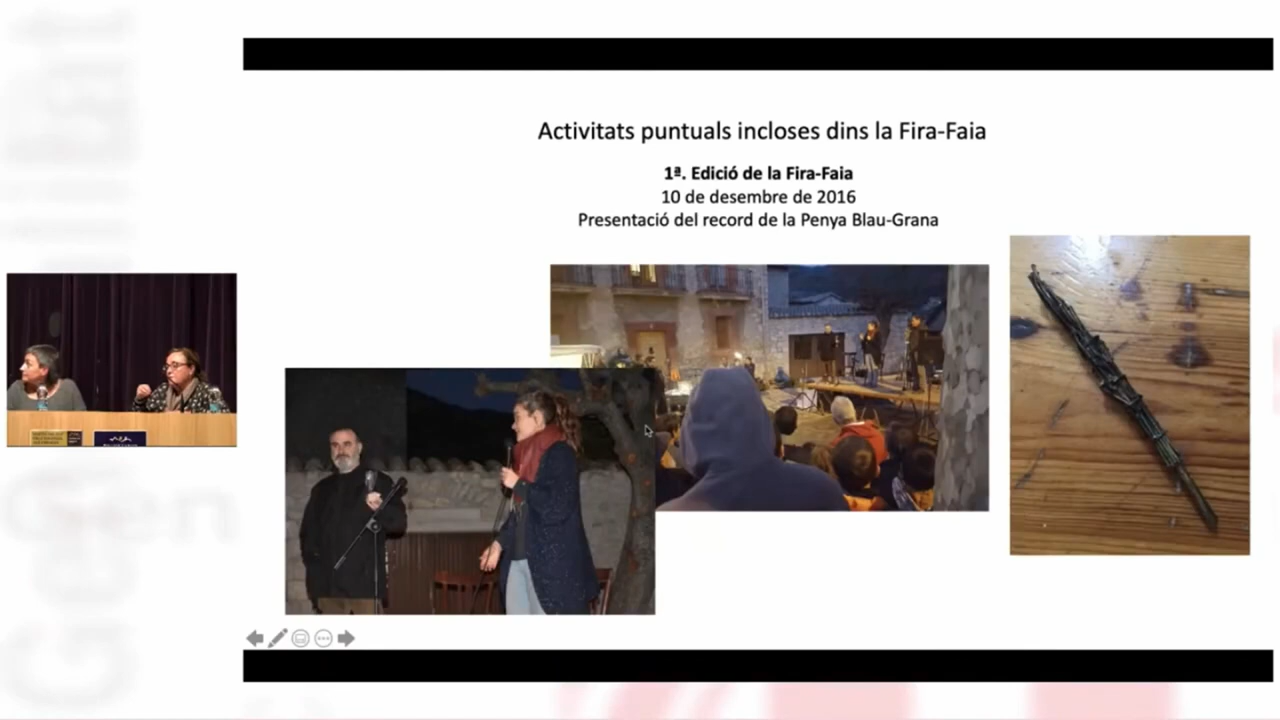 Activitats puntuals incloses dins la Fira-Faia
1ª. Edició de la Fira-Faia
10 de desembre de 2016
Presentació del record de la Penya Blau-Grana